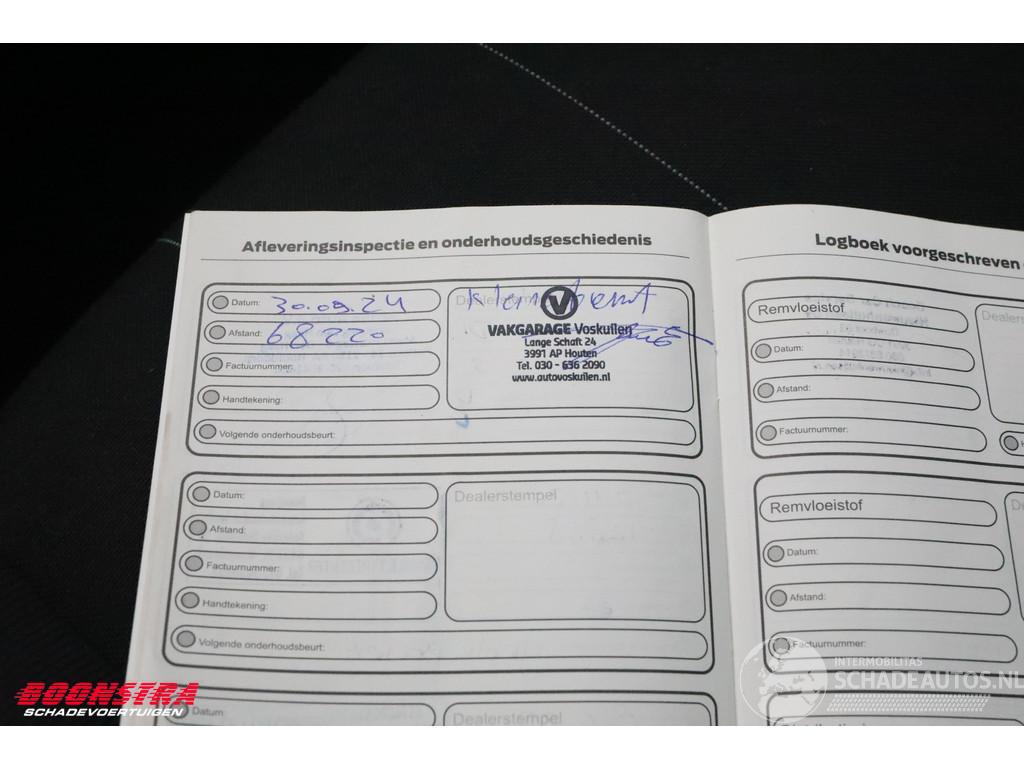 Afleveringsinspectie en onderhoudsgeschiedenis
Datum: 30.09.24
Afstand: 68220
Factuurnummer:
Handtekening:
Volgende onderhoudsbeurt:
Dealerstempel
VAKGARAGE Voskuilen
Lange Schaft 24
3991 AP Houten
Tel. 030 - 636 2090
www.autovoskuilen.nl
Datum:
Afstand:
Factuurnummer:
Handtekening:
Volgende onderhoudsbeurt:
Dealerstempel
Datum:
Dealerstempel
Logboek voorgeschreven
Remvloeistof
Datum:
Afstand:
Factuurnummer:
Remvloeistof
Datum:
Afstand:
Factuurnummer:
BOONSTRA
SCHADEVOERTUIGEN
INTERMOBILITAS
SCHADEAUTOS.NL